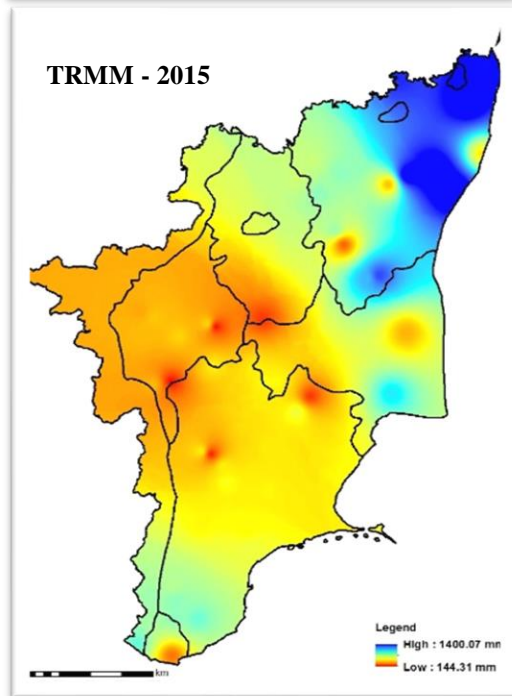 TRMM - 2015
Legend
High : 1400.07 mm
Low : 144.31 mm
km